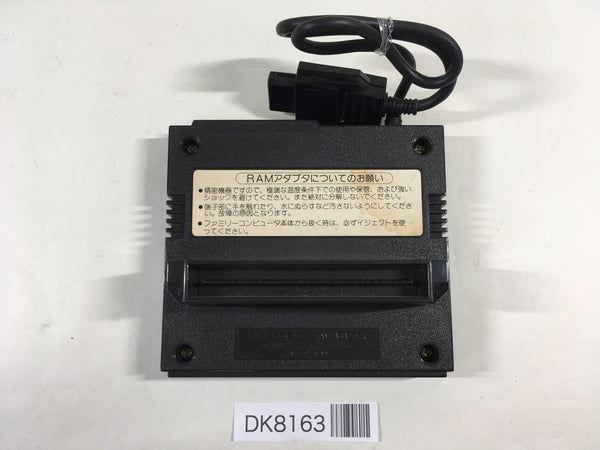 RAMアダプタについてのお願い
●精密機器ですので、極端な温度条件下での使用や保管、および強い
ショックを避けてください。また絶対に分解しないでください。
●端子部に手を触れたり、水にぬらすなど汚さないようにしてくださ
い。故障の原因となります。
●ファミリーコンピュータ本体から抜く時は、必ずイジェクトを使
ってください。
DK8163